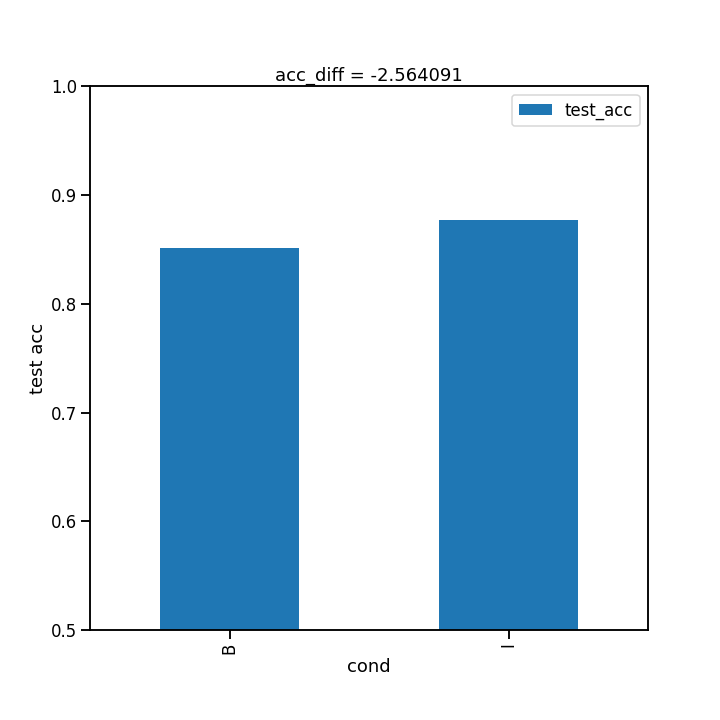 acc_diff = -2.564091
1.0
test_acc
0.9
0.8
test acc
0.7
0.6
0.5
B
I
cond